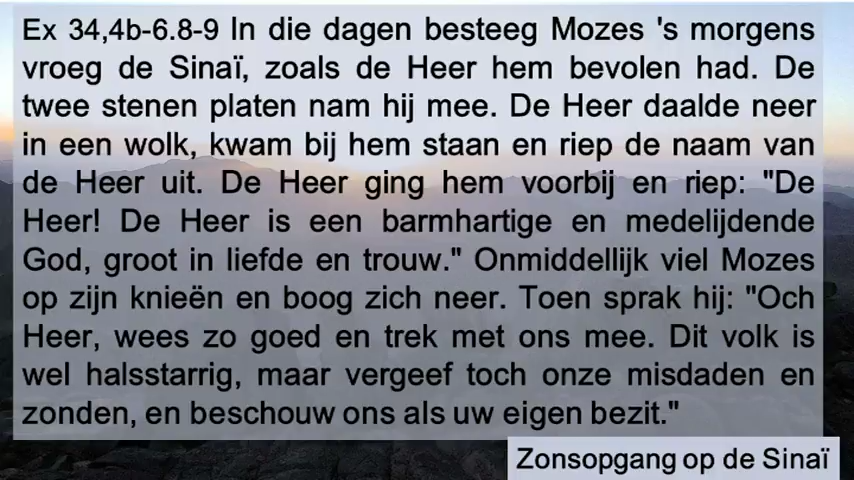 Ex 34,4b-6.8-9 In die dagen besteeg Mozes 's morgens
vroeg de Sinaï, zoals de Heer hem bevolen had. De
twee stenen platen nam hij mee. De Heer daalde neer
in een wolk, kwam bij hem staan en riep de naam van
de Heer uit. De Heer ging hem voorbij en riep: "De
Heer! De Heer is een barmhartige en medelijdende
God, groot in liefde en trouw." Onmiddellijk viel Mozes
op zijn knieën en boog zich neer. Toen sprak hij: "Och
Heer, wees zo goed en trek met ons mee. Dit volk is
wel halsstarrig, maar vergeef toch onze misdaden en
zonden, en beschouw ons als uw eigen bezit."
Zonsopgang op de Sinaï